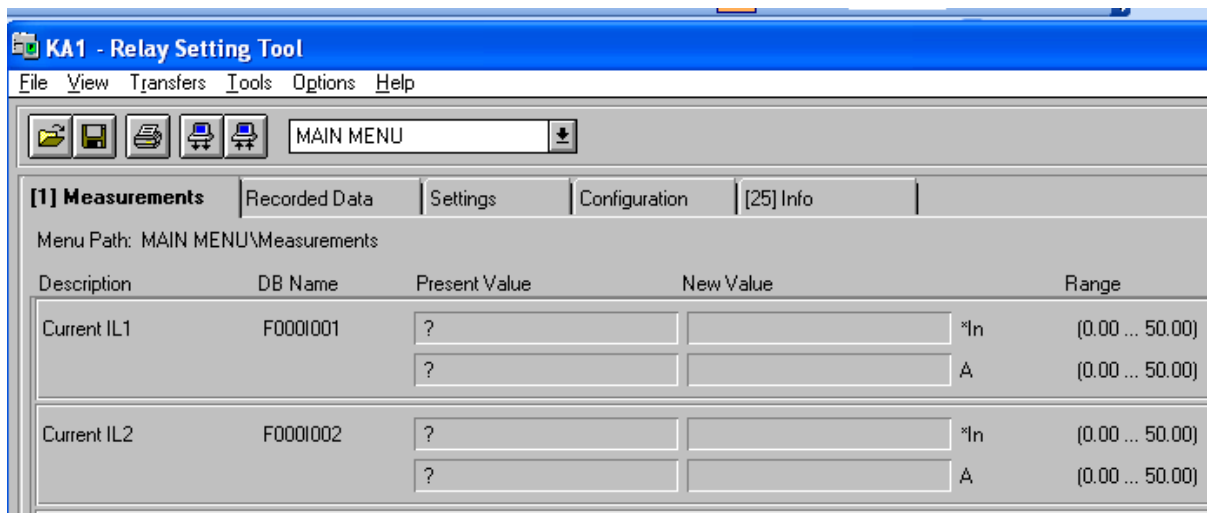 KA1 - Relay Setting Tool
File View Transfers Tools Options Help
MAIN MENU
[1] Measurements Recorded Data Settings Configuration [25] Info
Menu Path: MAIN MENU\Measurements
Description DB Name Present Value New Value Range
Current IL1 F000I001 ? *In (0.00 ... 50.00)
? A (0.00 ... 50.00)
Current IL2 F000I002 ? *In (0.00 ... 50.00)
? A (0.00 ... 50.00)